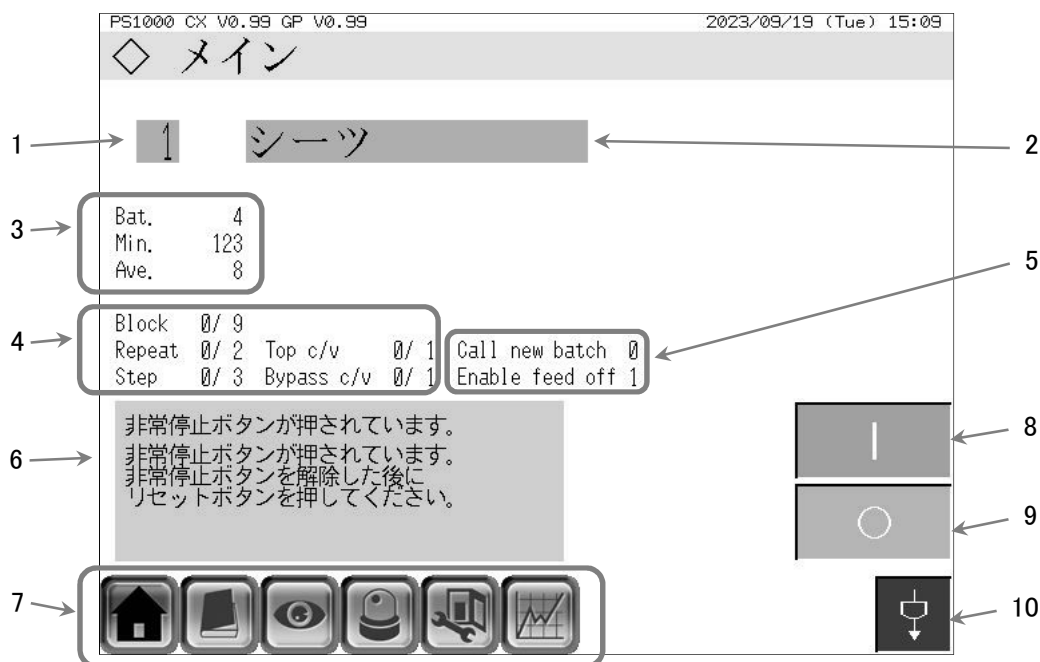 PS1000 CX V0.99 GP V0.99 2023/09/19 (Tue) 15:09
◇ メイン
1 1 シーツ 2
3 Bat. 4
Min. 123
Ave. 8
5
4 Block 0/ 9
Repeat 0/ 2 Top c/v 0/ 1 Call new batch 0
Step 0/ 3 Bypass c/v 0/ 1 Enable feed off 1
6 非常停止ボタンが押されています。
非常停止ボタンが押されています。
非常停止ボタンを解除した後に
リセットボタンを押してください。
8
9
7
10